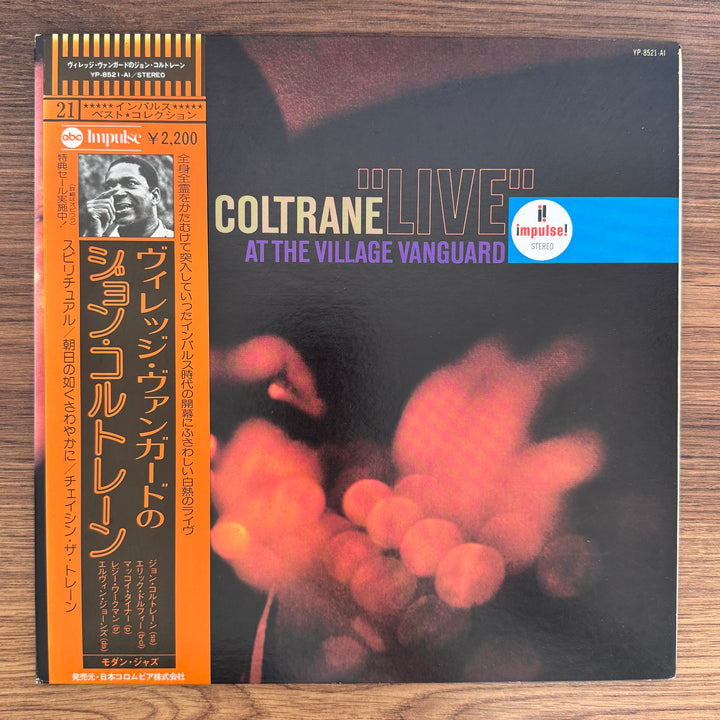 ヴィレッジ・ヴァンガードのジョン・コルトレーン
YP-8521-AI/STEREO
21
★★★★★インパルス★★★★★
ベスト★コレクション
abc Impulse ¥2,200
特典セール実施中!
全身全霊をかたむけて突入していったインパルス時代の開幕にふさわしい白熱のライヴ
ヴィレッジ・ヴァンガードの
ジョン・コルトレーン
スピリチュアル/朝日の如くさわやかに/チェイシン・ザ・トレーン
ジョン・コルトレーン
エリック・ドルフィー
マッコイ・タイナー(p)
レジー・ワークマン(b)
エルヴィン・ジョーンズ(ds)
モダン・ジャズ
発売元・日本コロムビア株式会社
YP-8521-AI
COLTRANE "LIVE"
AT THE VILLAGE VANGUARD
i!
impulse!
STEREO